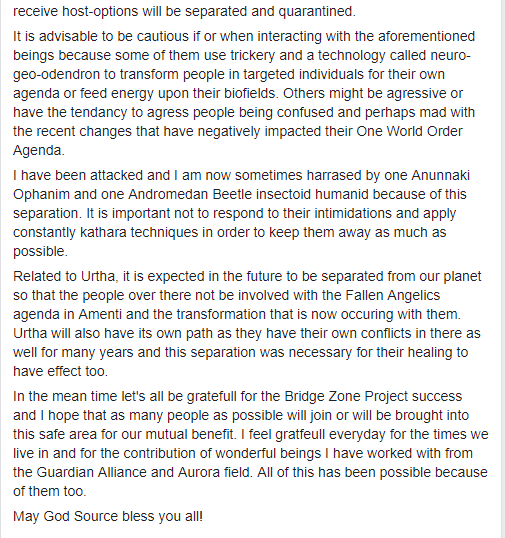 receive host-options will be separated and quarantined.
It is advisable to be cautious if or when interacting with the aforementioned
beings because some of them use trickery and a technology called neuro-
geo-odendron to transform people in targeted individuals for their own
agenda or feed energy upon their biofields. Others might be agressive or
have the tendancy to agress people being confused and perhaps mad with
the recent changes that have negatively impacted their One World Order
Agenda.
I have been attacked and I am now sometimes harrased by one Anunnaki
Ophanim and one Andromedan Beetle insectoid humanid because of this
separation. It is important not to respond to their intimidations and apply
constantly kathara techniques in order to keep them away as much as
possible.
Related to Urtha, it is expected in the future to be separated from our planet
so that the people over there not be involved with the Fallen Angelics
agenda in Amenti and the transformation that is now occuring with them.
Urtha will also have its own path as they have their own conflicts in there as
well for many years and this separation was necessary for their healing to
have effect too.
In the mean time let's all be gratefull for the Bridge Zone Project success
and I hope that as many people as possible will join or will be brought into
this safe area for our mutual benefit. I feel gratfeull everyday for the times we
live in and for the contribution of wonderful beings I have worked with from
the Guardian Alliance and Aurora field. All of this has been possible because
of them too.
May God Source bless you all!